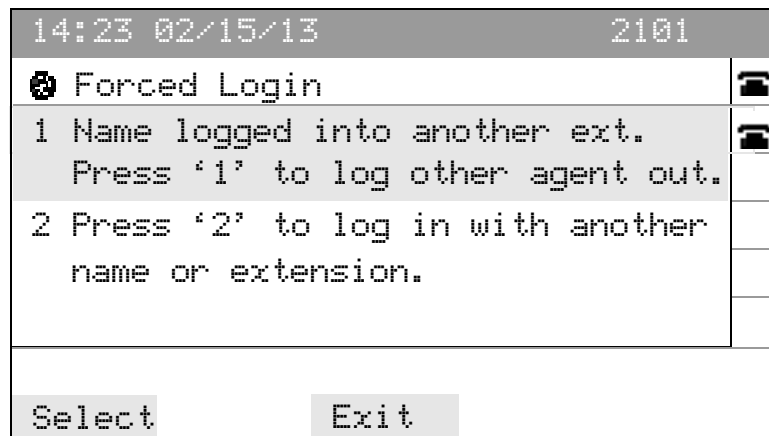 14:23 02/15/13 2101
Forced Login
1 Name logged into another ext.
Press ‘1’ to log other agent out.
2 Press ‘2’ to log in with another
name or extension.
Select Exit